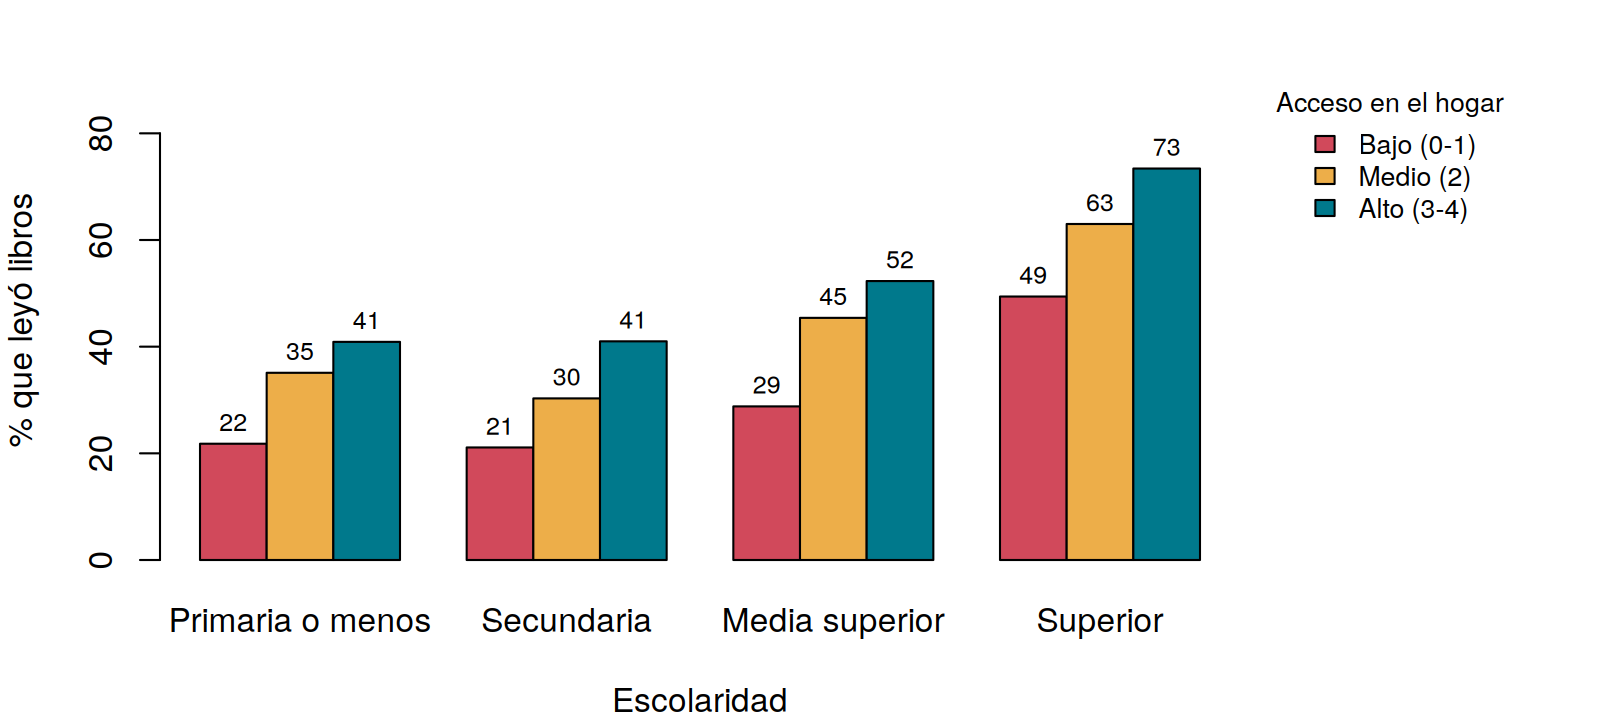 Acceso en el hogar
Bajo (0-1)
Medio (2)
Alto (3-4)
% que leyó libros
80
60
40
20
0
22
35
41
21
30
41
29
45
52
49
63
73
Primaria o menos
Secundaria
Media superior
Superior
Escolaridad